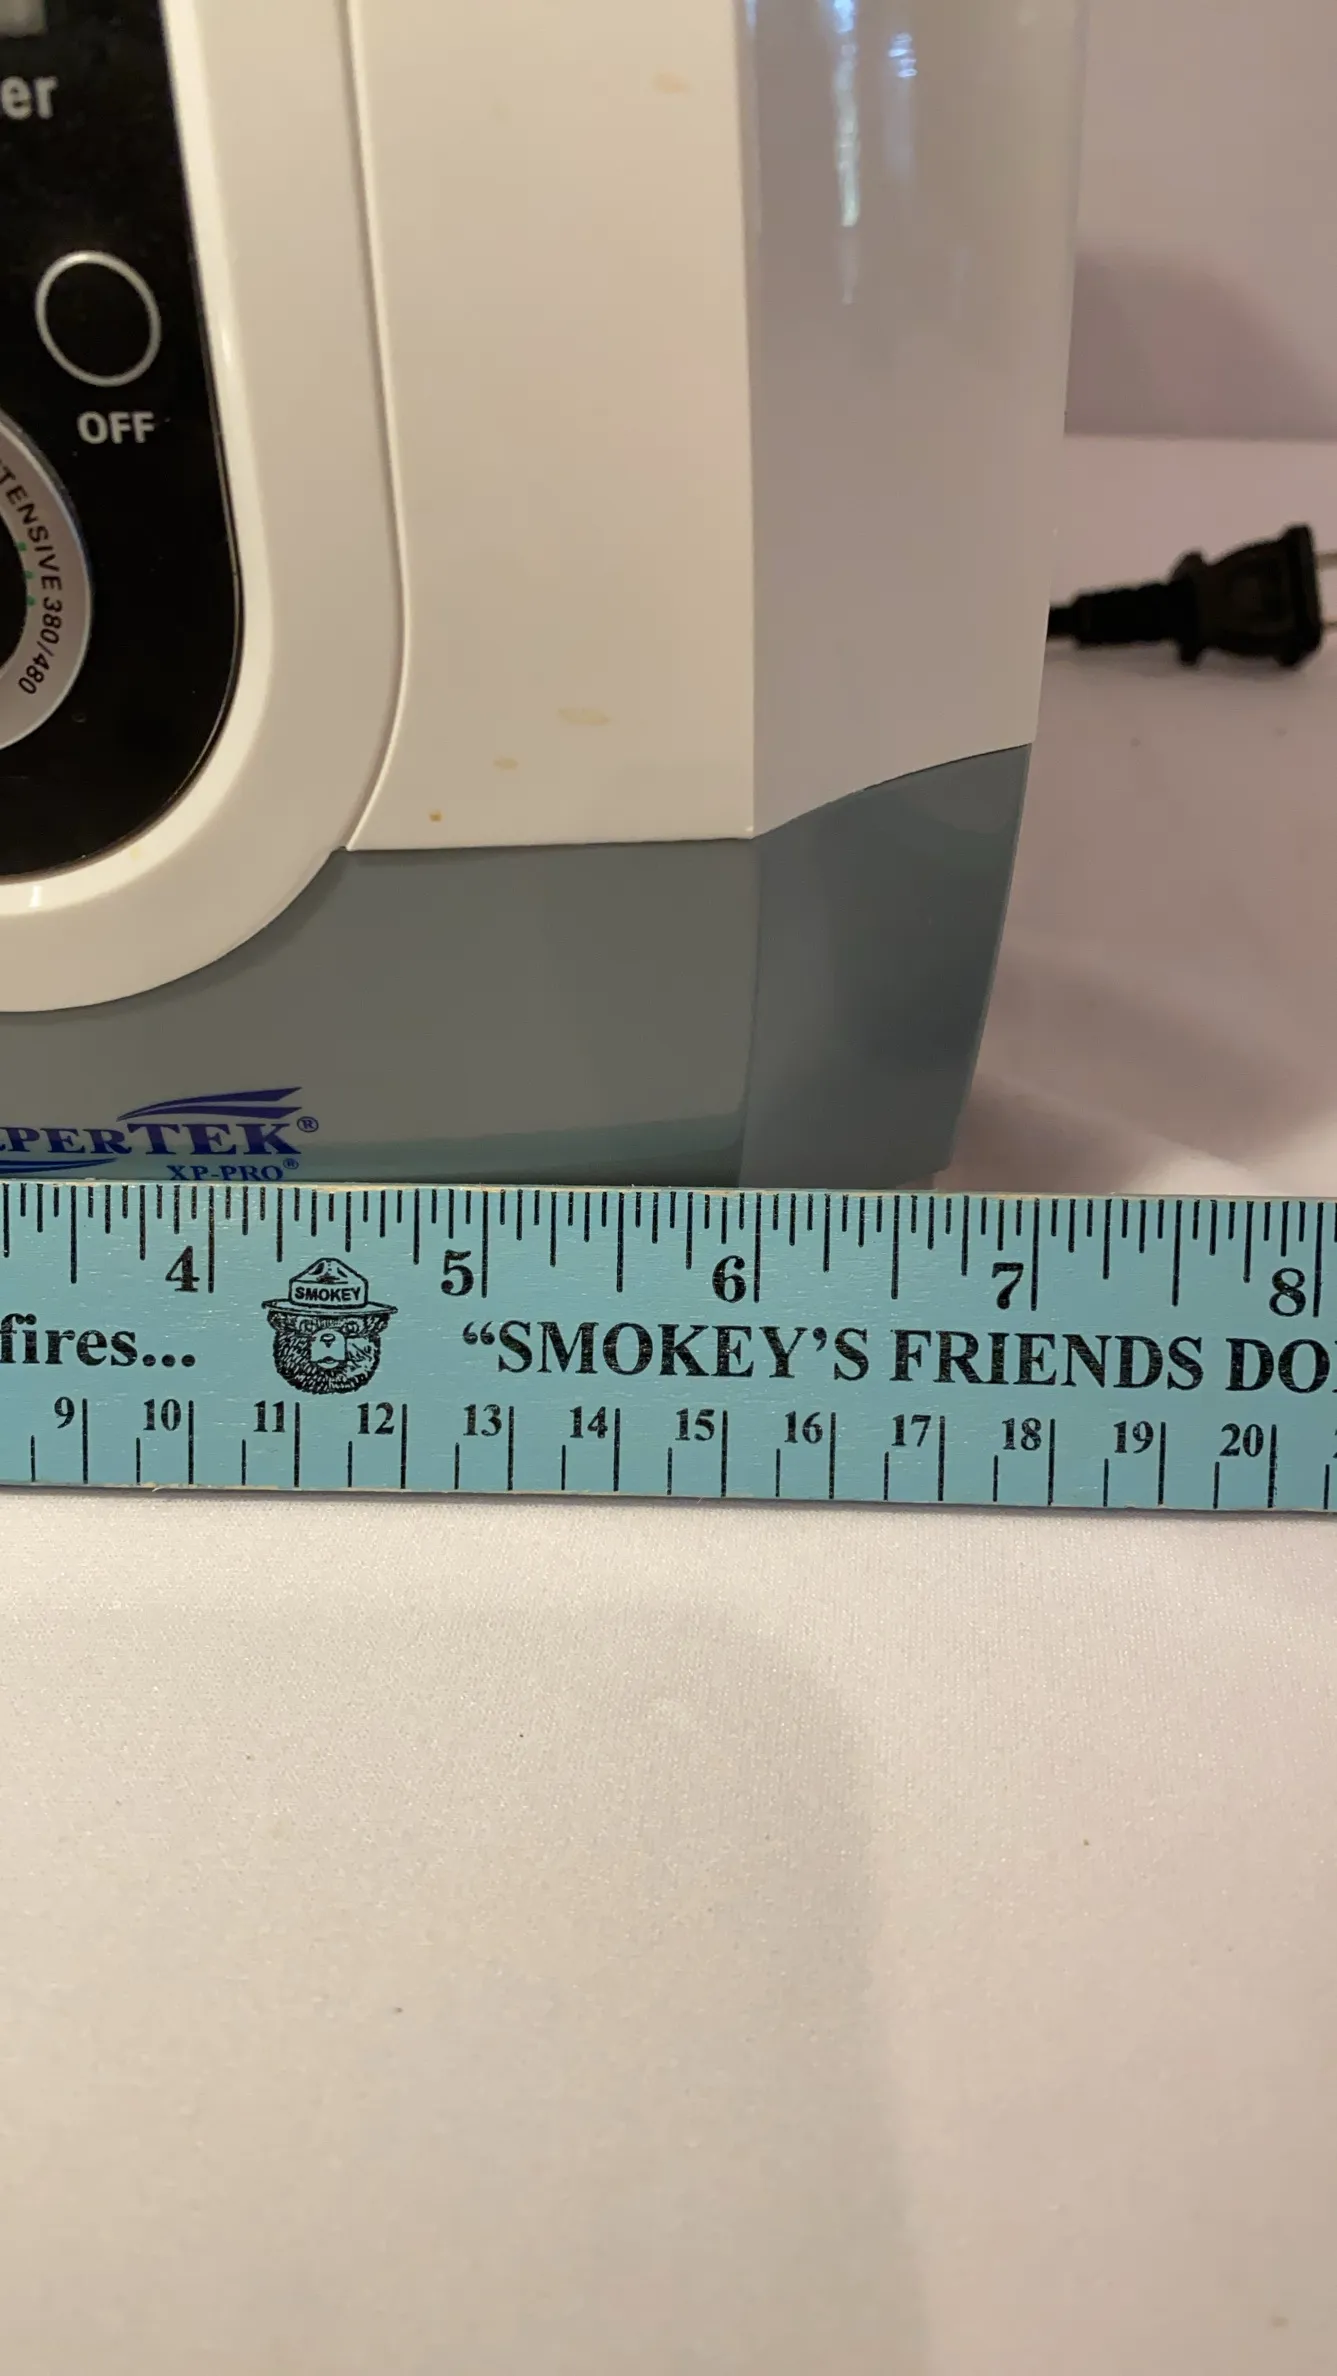 er
OFF
TENSIVE 380/480
PERTEK®
XP-PRO®
4 5 6 7 8
SMOKEY
fires... "SMOKEY'S FRIENDS DO
9 10 11 12 13 14 15 16 17 18 19 20